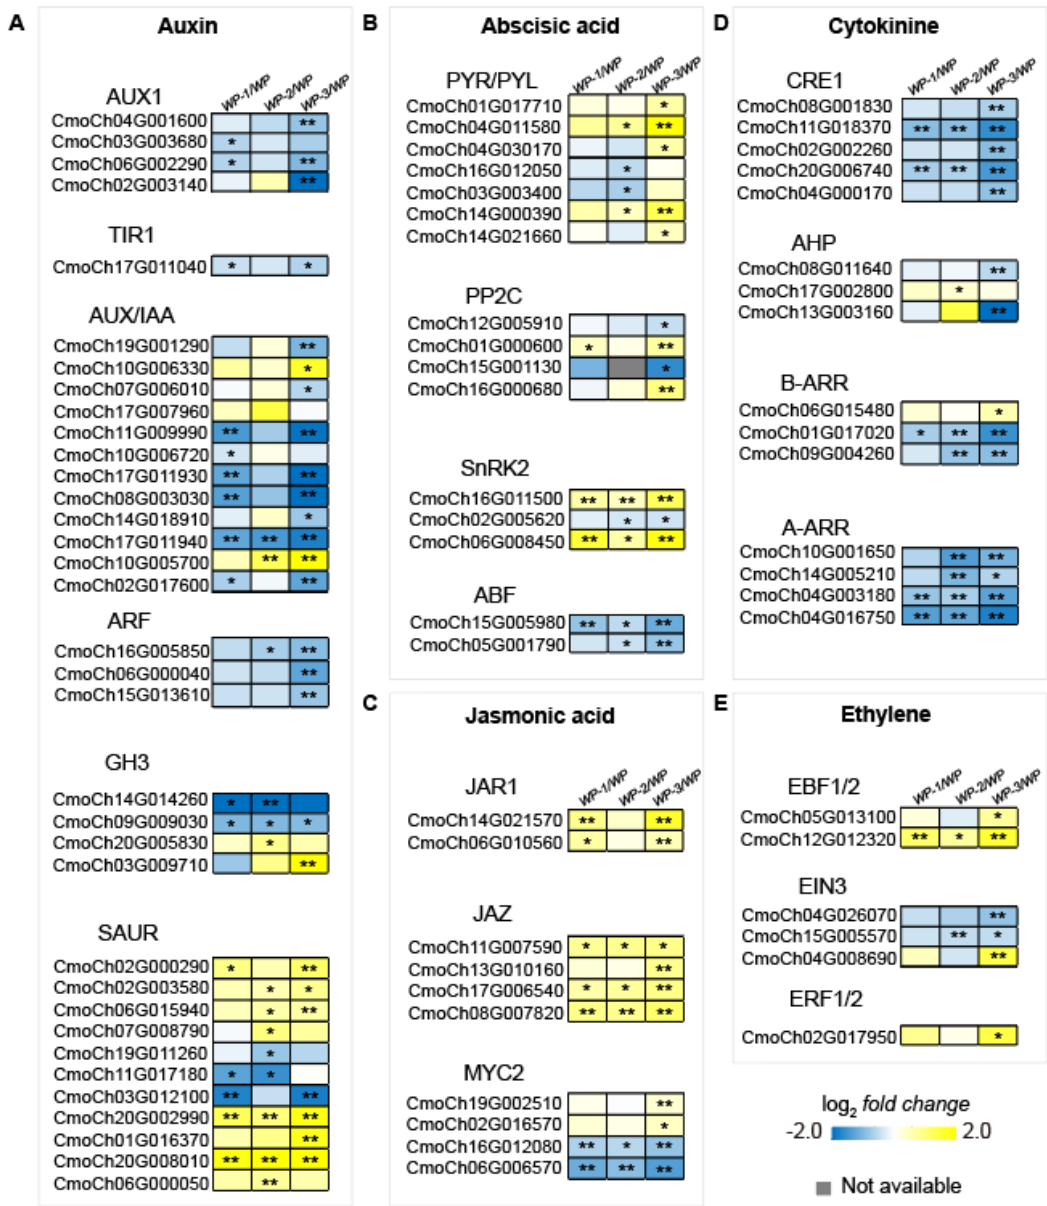 A
Auxin
WP-1/WP WP-2/WP WP-3/WP
AUX1
CmoCh04G001600 **
CmoCh03G003680 *
CmoCh06G002290 * **
CmoCh02G003140 **
TIR1
CmoCh17G011040 * *
AUX/IAA
CmoCh19G001290 **
CmoCh10G006330 *
CmoCh07G006010 *
CmoCh17G007960
CmoCh11G009990 ** **
CmoCh10G006720 *
CmoCh17G011930 ** **
CmoCh08G003030 ** **
CmoCh14G018910 *
CmoCh17G011940 ** ** **
CmoCh10G005700 ** **
CmoCh02G017600 * **
ARF
CmoCh16G005850 * **
CmoCh06G000040 **
CmoCh15G013610 **
GH3
CmoCh14G014260 * **
CmoCh09G009030 * * *
CmoCh20G005830 *
CmoCh03G009710 **
SAUR
CmoCh02G000290 * **
CmoCh02G003580 * *
CmoCh06G015940 * **
CmoCh07G008790 *
CmoCh19G011260 *
CmoCh11G017180 * *
CmoCh03G012100 ** **
CmoCh20G002990 ** ** **
CmoCh01G016370 **
CmoCh20G008010 ** ** **
CmoCh06G000050 **
B
Abscisic acid
WP-1/WP WP-2/WP WP-3/WP
PYR/PYL
CmoCh01G017710 *
CmoCh04G011580 * **
CmoCh04G030170 *
CmoCh16G012050 *
CmoCh03G003400 *
CmoCh14G000390 * **
CmoCh14G021660 *
PP2C
CmoCh12G005910 *
CmoCh01G000600 * **
CmoCh15G001130 *
CmoCh16G000680 **
SnRK2
CmoCh16G011500 ** ** **
CmoCh02G005620 * *
CmoCh06G008450 ** * **
ABF
CmoCh15G005980 ** * **
CmoCh05G001790 * **
C
Jasmonic acid
WP-1/WP WP-2/WP WP-3/WP
JAR1
CmoCh14G021570 ** **
CmoCh06G010560 * **
JAZ
CmoCh11G007590 * * *
CmoCh13G010160 **
CmoCh17G006540 * * **
CmoCh08G007820 ** ** **
MYC2
CmoCh19G002510 **
CmoCh02G016570 *
CmoCh16G012080 ** * **
CmoCh06G006570 ** ** **
D
Cytokinine
WP-1/WP WP-2/WP WP-3/WP
CRE1
CmoCh08G001830 **
CmoCh11G018370 ** ** **
CmoCh02G002260 **
CmoCh20G006740 ** ** **
CmoCh04G000170 **
AHP
CmoCh08G011640 **
CmoCh17G002800 *
CmoCh13G003160 **
B-ARR
CmoCh06G015480 *
CmoCh01G017020 * ** **
CmoCh09G004260 ** **
A-ARR
CmoCh10G001650 ** **
CmoCh14G005210 ** *
CmoCh04G003180 ** ** **
CmoCh04G016750 ** ** **
E
Ethylene
WP-1/WP WP-2/WP WP-3/WP
EBF1/2
CmoCh05G013100 *
CmoCh12G012320 ** * **
EIN3
CmoCh04G026070 **
CmoCh15G005570 ** *
CmoCh04G008690 **
ERF1/2
CmoCh02G017950 *
log2 fold change
-2.0 2.0
Not available